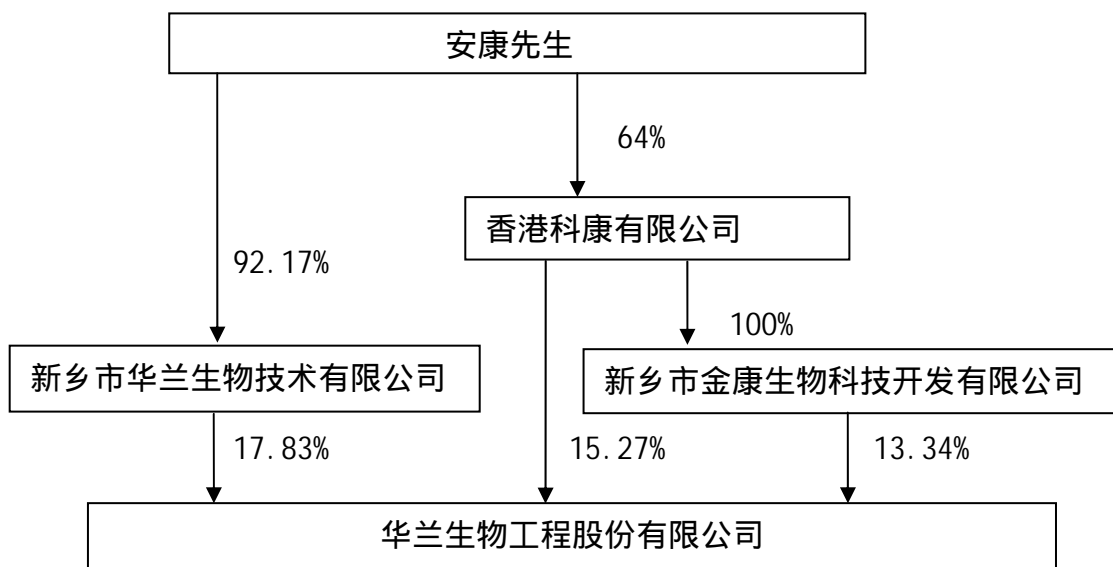 安康先生
64%
香港科康有限公司
92.17%
100%
新乡市华兰生物技术有限公司
新乡市金康生物科技开发有限公司
17.83%
15.27%
13.34%
华兰生物工程股份有限公司